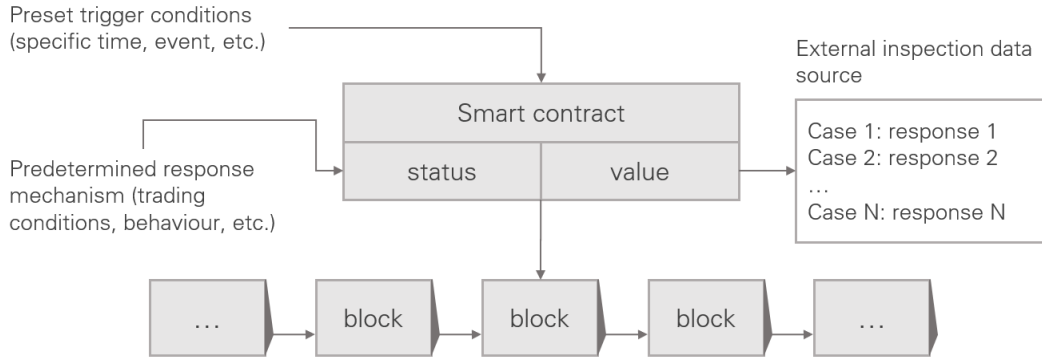 Preset trigger conditions
(specific time, event, etc.)
External inspection data
source
Smart contract
status
value
Case 1: response 1
Case 2: response 2
...
Case N: response N
Predetermined response
mechanism (trading
conditions, behaviour, etc.)
...
block
block
block
...